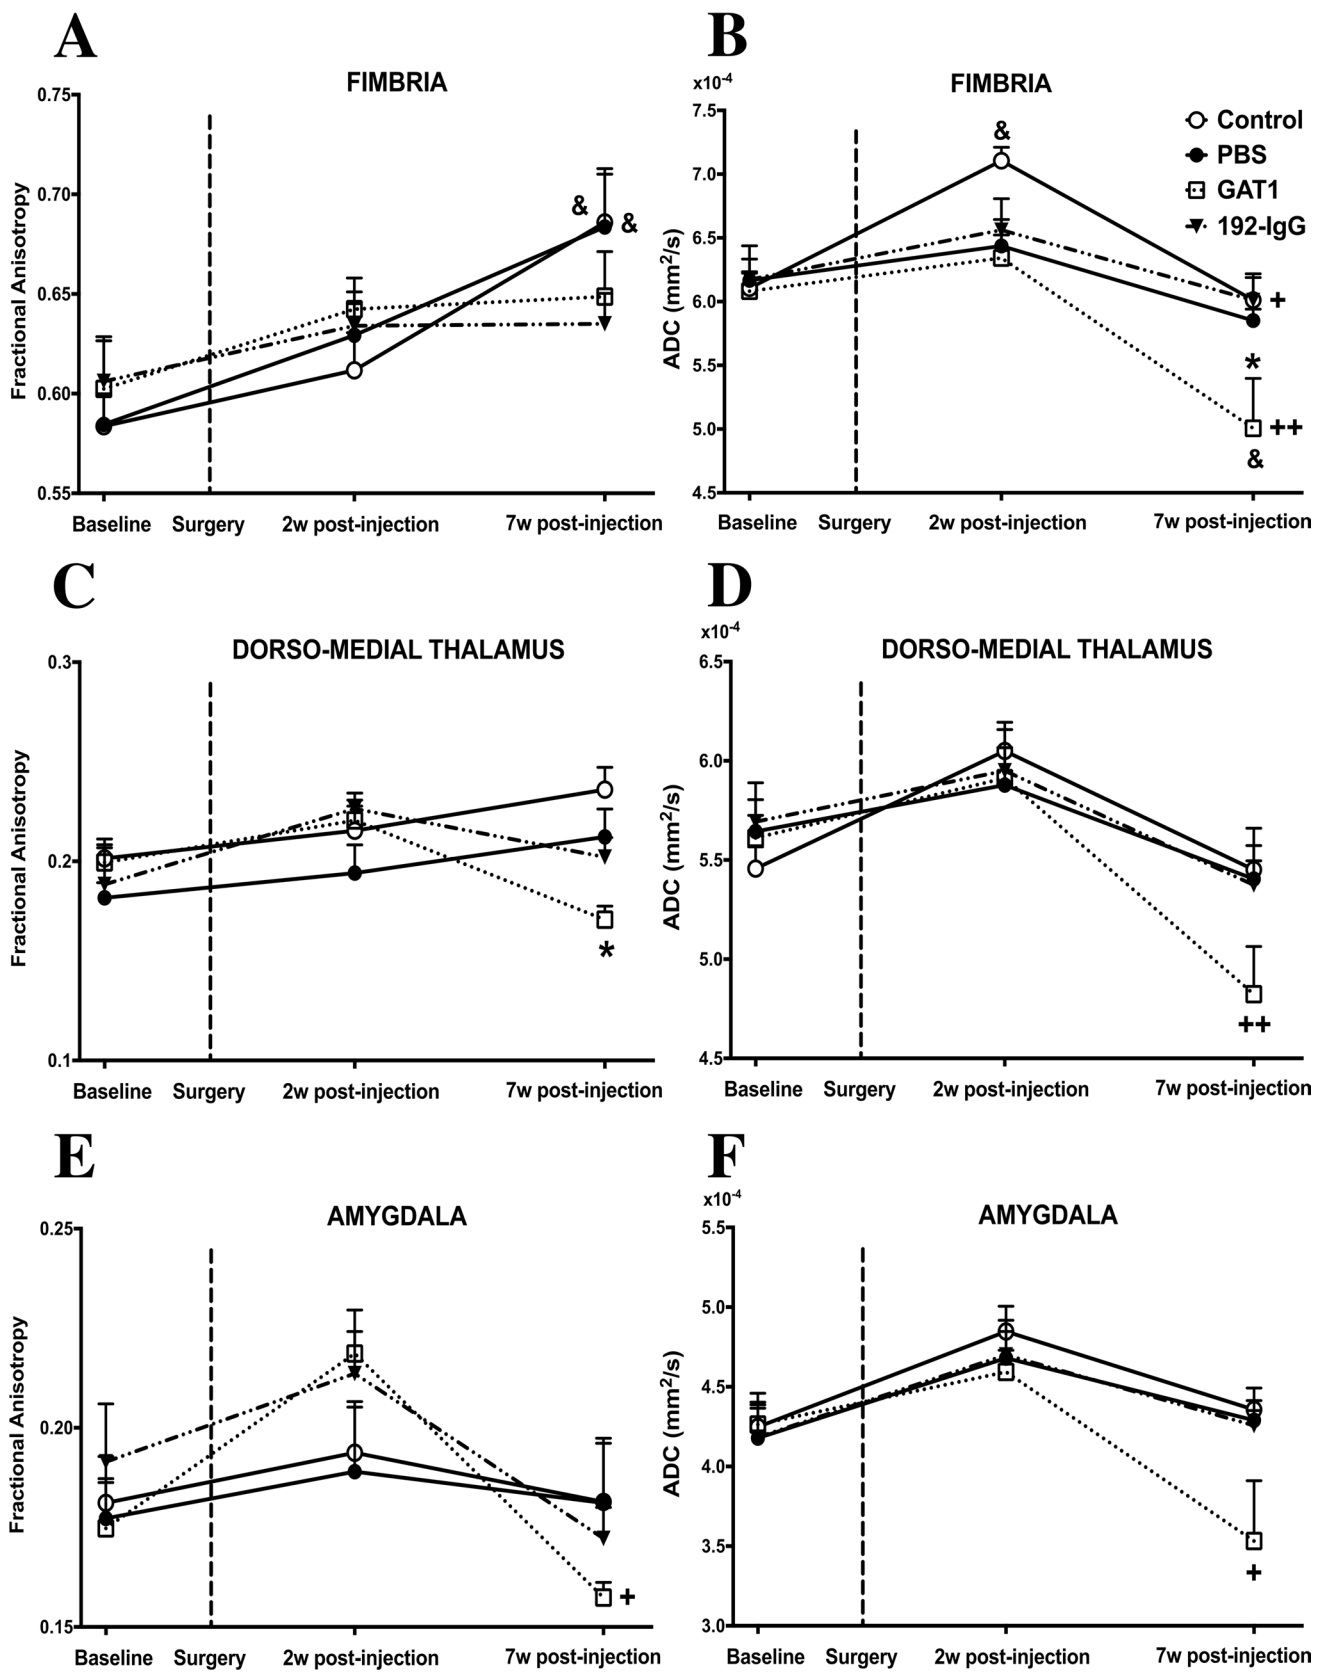 A
FIMBRIA
Fractional Anisotropy
0.75
0.70
0.65
0.60
0.55
& &
Baseline Surgery 2w post-injection 7w post-injection
B
x10-4
FIMBRIA
ADC (mm2/s)
7.5
7.0
6.5
6.0
5.5
5.0
4.5
Control
PBS
GAT1
192-IgG
&
+
*
++
&
Baseline Surgery 2w post-injection 7w post-injection
C
DORSO-MEDIAL THALAMUS
Fractional Anisotropy
0.3
0.2
0.1
*
Baseline Surgery 2w post-injection 7w post-injection
D
x10-4
DORSO-MEDIAL THALAMUS
ADC (mm2/s)
6.5
6.0
5.5
5.0
4.5
++
Baseline Surgery 2w post-injection 7w post-injection
E
AMYGDALA
Fractional Anisotropy
0.25
0.20
0.15
+
Baseline Surgery 2w post-injection 7w post-injection
F
x10-4
AMYGDALA
ADC (mm2/s)
5.5
5.0
4.5
4.0
3.5
3.0
+
Baseline Surgery 2w post-injection 7w post-injection